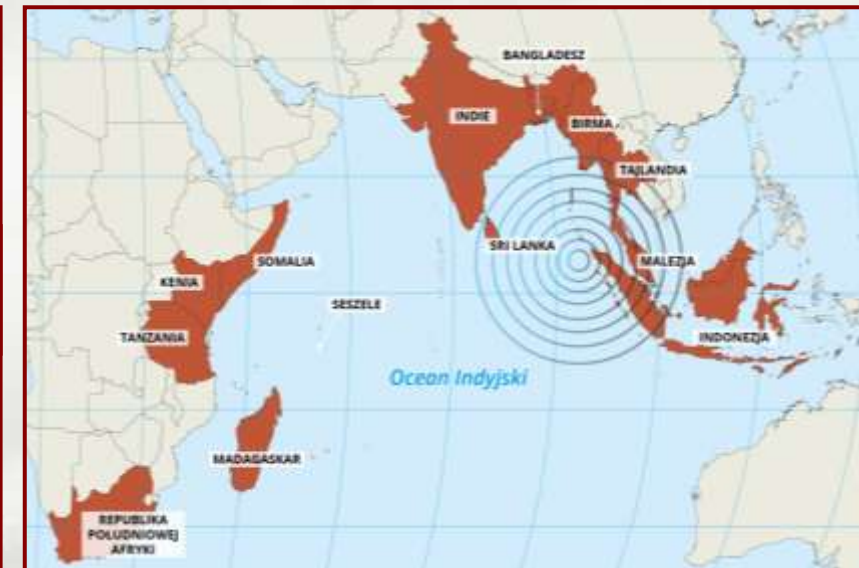 BANGLADESZ
INDIE
BIRMA
TAJLANDIA
SRI LANKA
SOMALIA
MALEZJA
KENIA
SESZELE
TANZANIA
INDONEZJA
Ocean Indyjski
MADAGASKAR
REPUBLIKA
POŁUDNIOWEJ
AFRYKI